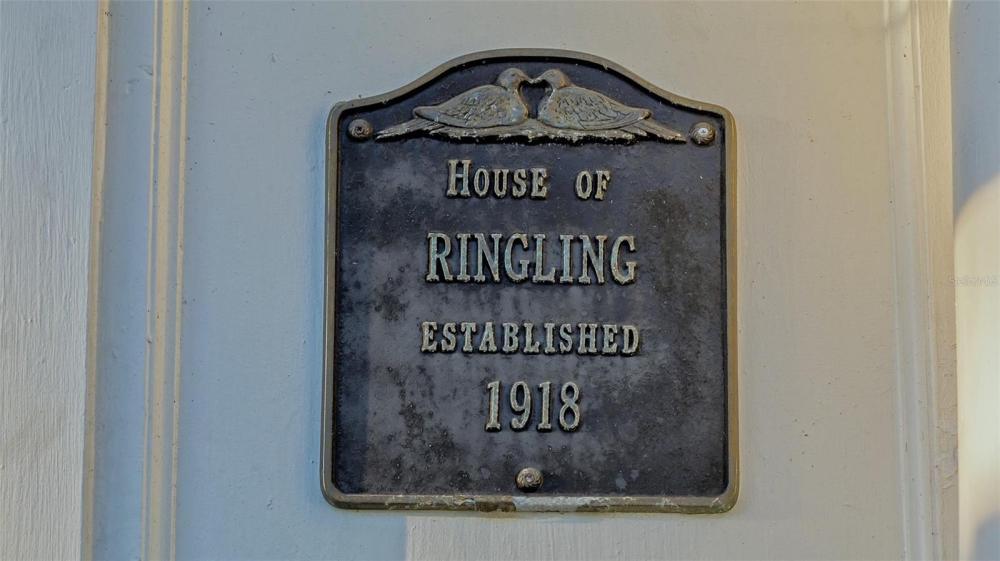 House of
RINGLING
ESTABLISHED
1918